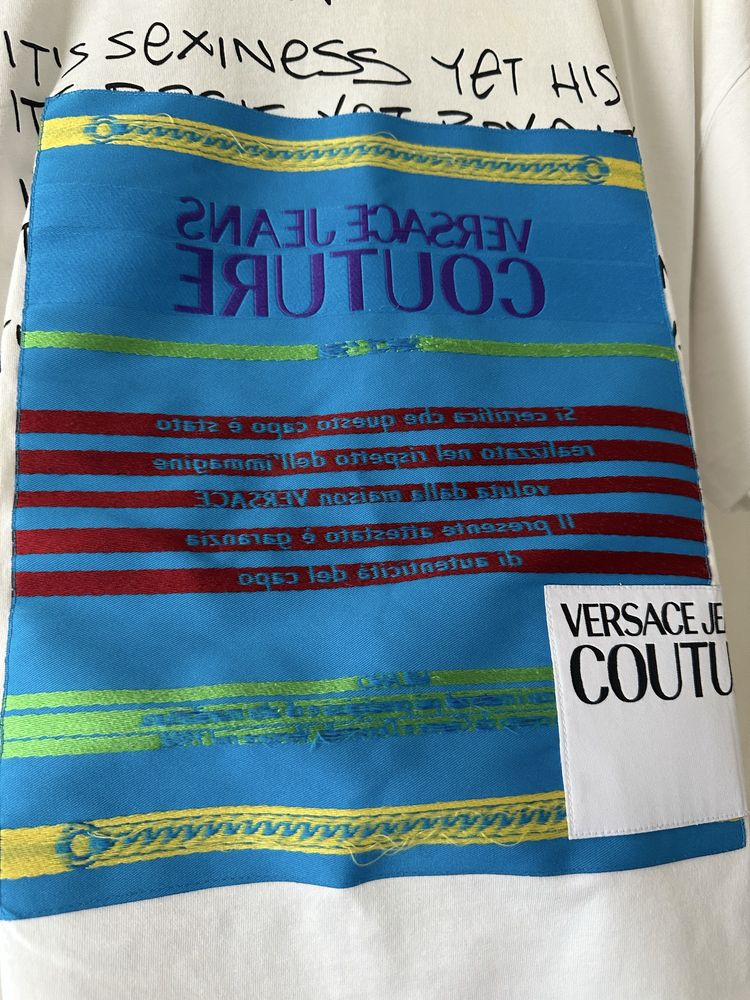 IT'S SEXINESS YET HIS
VERSACE JEANS
COUTURE
Si certifica che questo capo è stato
realizzato nel rispetto dell'immagine
voluta dalla maison VERSACE
Il presente attestato è garanzia
di autenticità del capo
VERSACE JE
COUTU